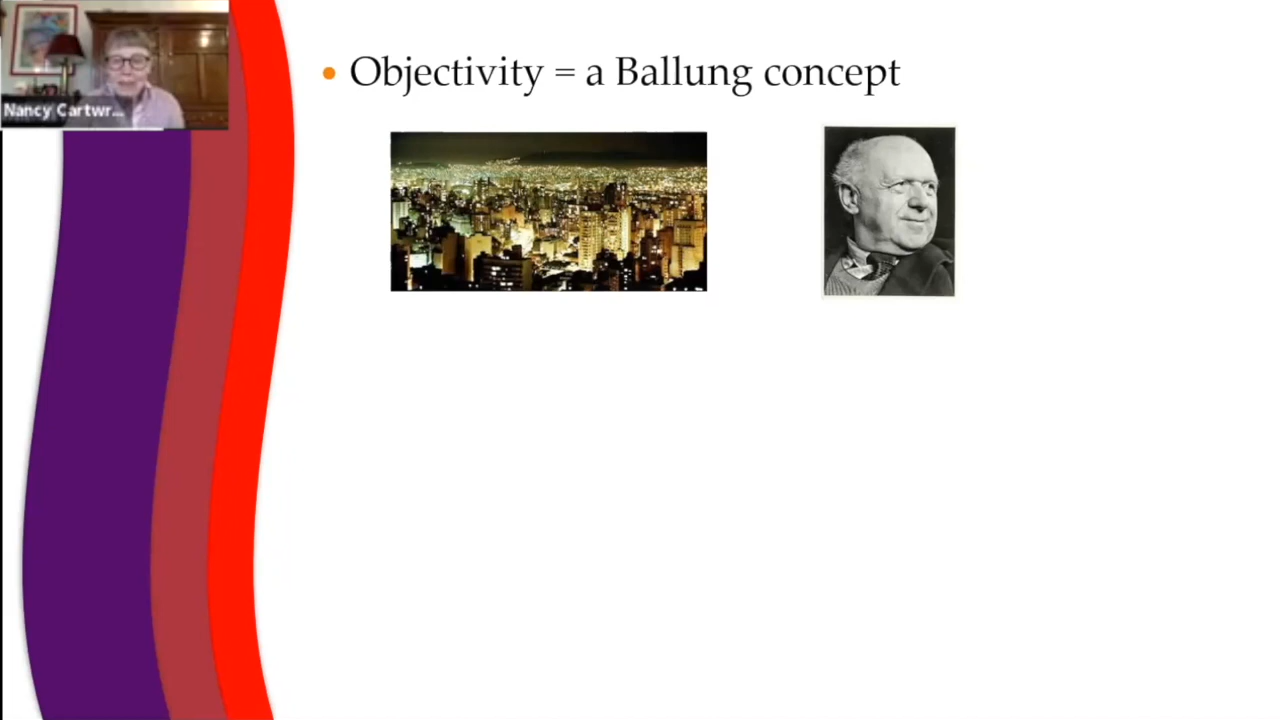 Nancy Cartwr...
• Objectivity = a Ballung concept